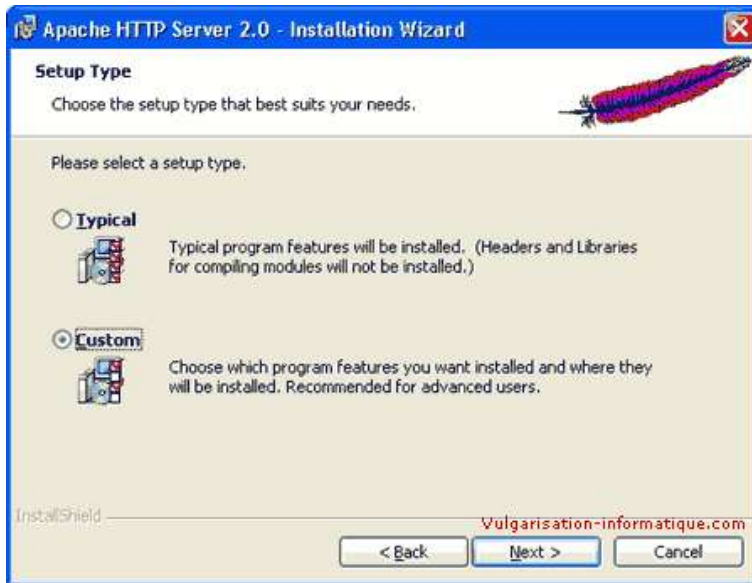 Apache HTTP Server 2.0 - Installation Wizard
Setup Type
Choose the setup type that best suits your needs.
Please select a setup type.
Typical
Typical program features will be installed. (Headers and Libraries
for compiling modules will not be installed.)
Custom
Choose which program features you want installed and where they
will be installed. Recommended for advanced users.
InstallShield
Vulgarisation-informatique.com
< Back
Next >
Cancel